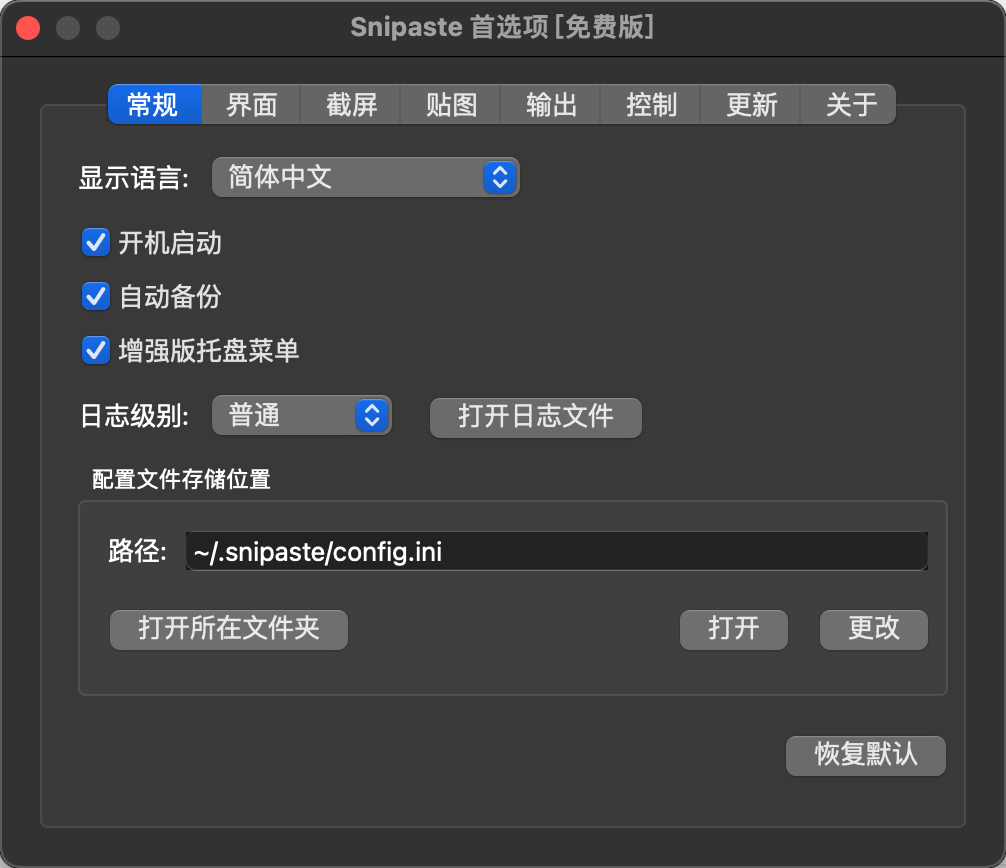 Snipaste 首选项 [免费版]
常规 界面 截屏 贴图 输出 控制 更新 关于
显示语言: 简体中文
开机启动
自动备份
增强版托盘菜单
日志级别: 普通 打开日志文件
配置文件存储位置
路径: ~/.snipaste/config.ini
打开所在文件夹 打开 更改
恢复默认